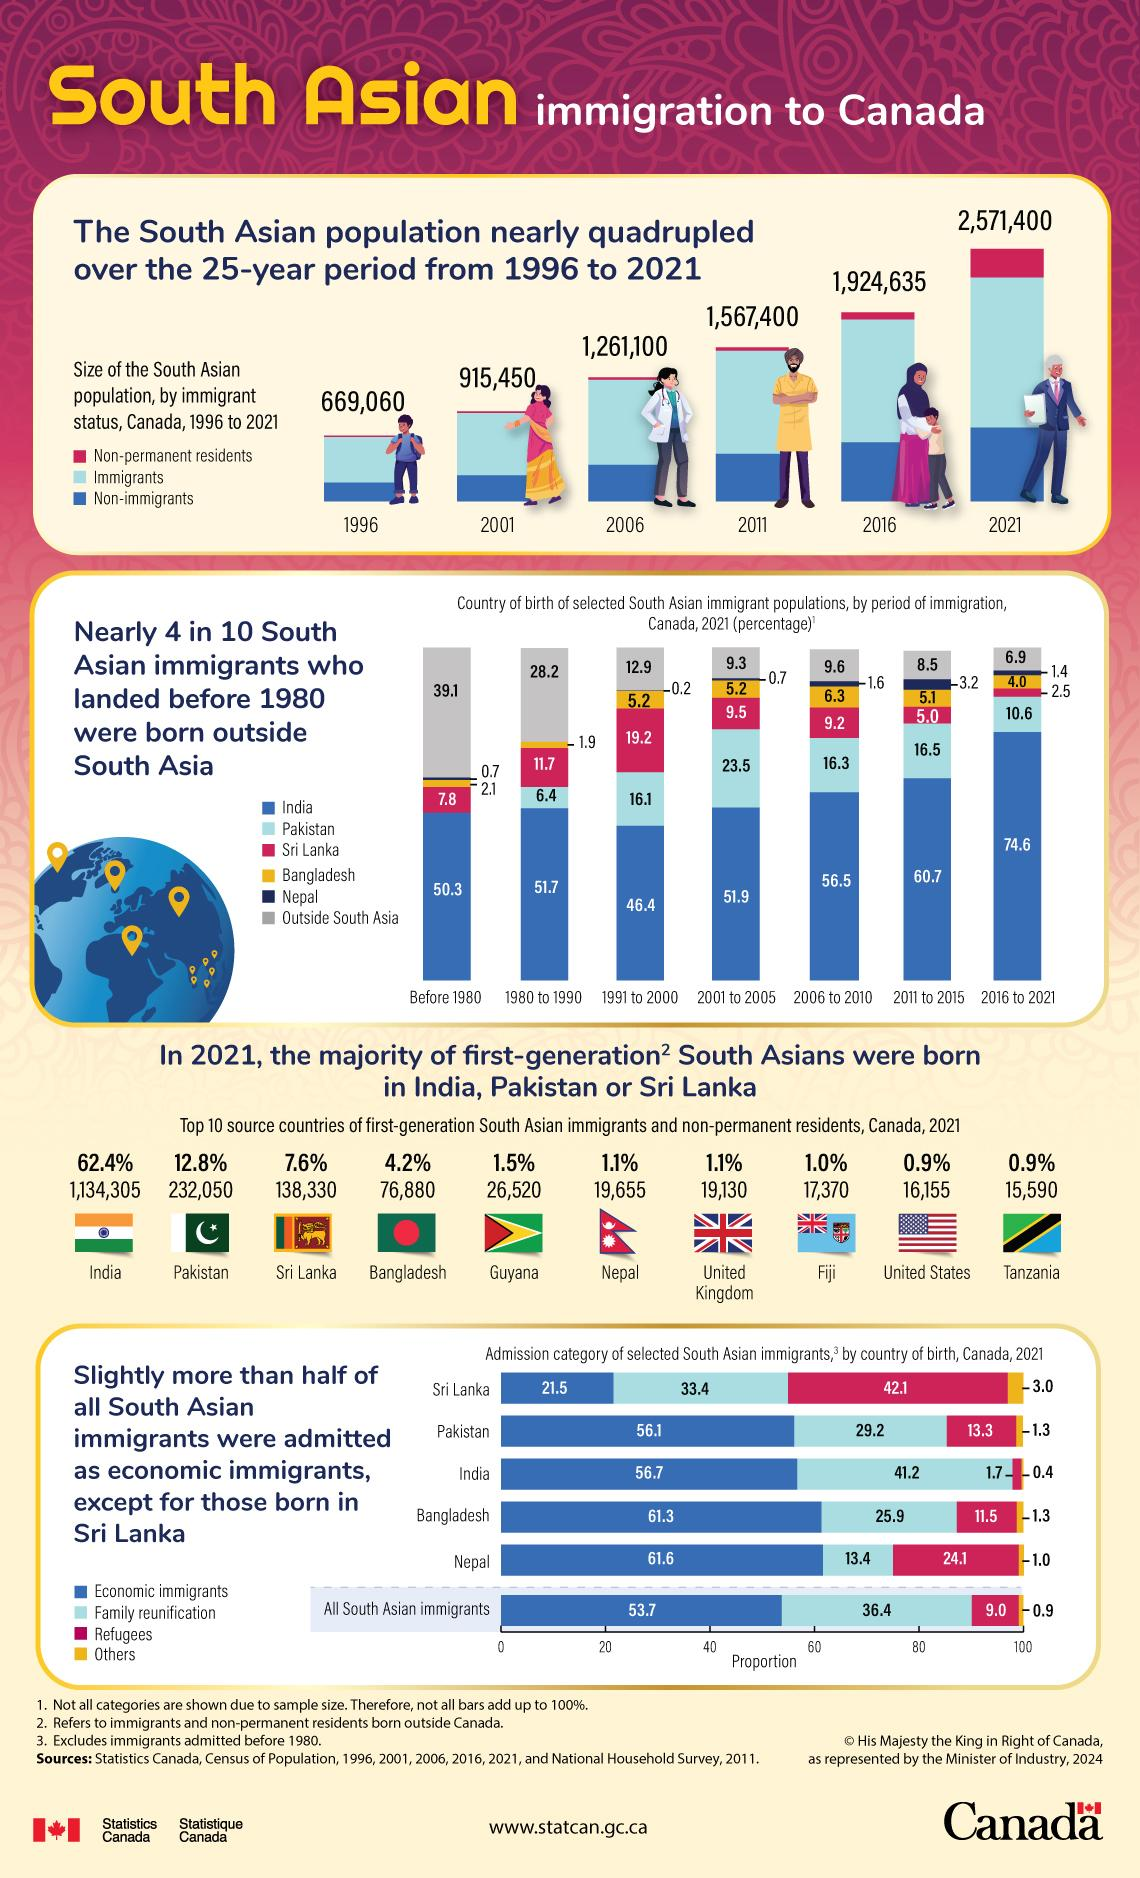 South Asian immigration to Canada
The South Asian population nearly quadrupled
over the 25-year period from 1996 to 2021
Size of the South Asian
population, by immigrant
status, Canada, 1996 to 2021
Non-permanent residents
Immigrants
Non-immigrants
669,060
915,450
1,261,100
1,567,400
1,924,635
2,571,400
1996
2001
2006
2011
2016
2021
Nearly 4 in 10 South
Asian immigrants who
landed before 1980
were born outside
South Asia
India
Pakistan
Sri Lanka
Bangladesh
Nepal
Outside South Asia
Country of birth of selected South Asian immigrant populations, by period of immigration,
Canada, 2021 (percentage)1
39.1
0.7
2.1
7.8
50.3
Before 1980
28.2
1.9
11.7
6.4
51.7
1980 to 1990
12.9
0.2
5.2
19.2
16.1
46.4
1991 to 2000
9.3
0.7
5.2
9.5
23.5
51.9
2001 to 2005
9.6
1.6
6.3
9.2
16.3
56.5
2006 to 2010
8.5
3.2
5.1
5.0
16.5
60.7
2011 to 2015
6.9
1.4
4.0
2.5
10.6
74.6
2016 to 2021
In 2021, the majority of first-generation2 South Asians were born
in India, Pakistan or Sri Lanka
Top 10 source countries of first-generation South Asian immigrants and non-permanent residents, Canada, 2021
62.4% 12.8% 7.6% 4.2% 1.5% 1.1% 1.1% 1.0% 0.9% 0.9%
1,134,305 232,050 138,330 76,880 26,520 19,655 19,130 17,370 16,155 15,590
India Pakistan Sri Lanka Bangladesh Guyana Nepal United Fiji United States Tanzania
Kingdom
Slightly more than half of
all South Asian
immigrants were admitted
as economic immigrants,
except for those born in
Sri Lanka
Economic immigrants
Family reunification
Refugees
Others
Admission category of selected South Asian immigrants,3 by country of birth, Canada, 2021
Sri Lanka 21.5 33.4 42.1 3.0
Pakistan 56.1 29.2 13.3 1.3
India 56.7 41.2 1.7 0.4
Bangladesh 61.3 25.9 11.5 1.3
Nepal 61.6 13.4 24.1 1.0
All South Asian immigrants 53.7 36.4 9.0 0.9
0 20 40 60 80 100
Proportion
1. Not all categories are shown due to sample size. Therefore, not all bars add up to 100%.
2. Refers to immigrants and non-permanent residents born outside Canada.
3. Excludes immigrants admitted before 1980.
Sources: Statistics Canada, Census of Population, 1996, 2001, 2006, 2016, 2021, and National Household Survey, 2011.
© His Majesty the King in Right of Canada,
as represented by the Minister of Industry, 2024
Statistics Statistique
Canada Canada
www.statcan.gc.ca
Canada